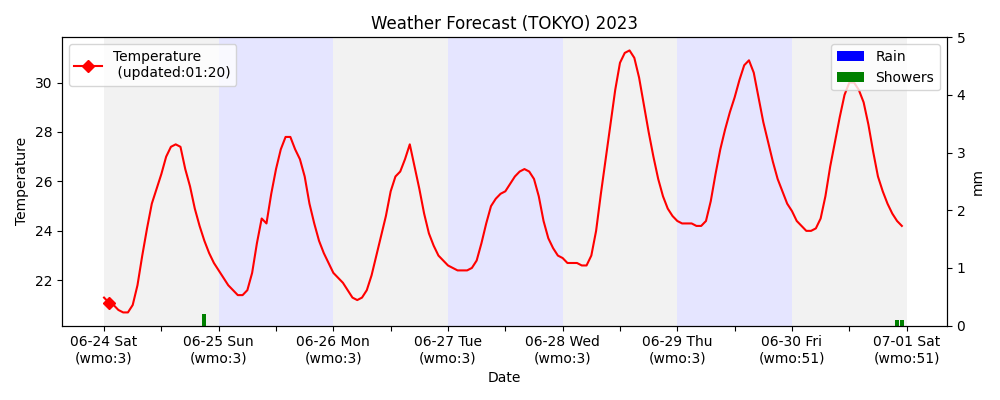 Weather Forecast (TOKYO) 2023
Temperature
(updated:01:20)
Rain
Showers
Temperature
30
28
26
24
22
5
4
3
2
1
0
mm
06-24 Sat
(wmo:3)
06-25 Sun
(wmo:3)
06-26 Mon
(wmo:3)
06-27 Tue
(wmo:3)
06-28 Wed
(wmo:3)
06-29 Thu
(wmo:3)
06-30 Fri
(wmo:51)
07-01 Sat
(wmo:51)
Date